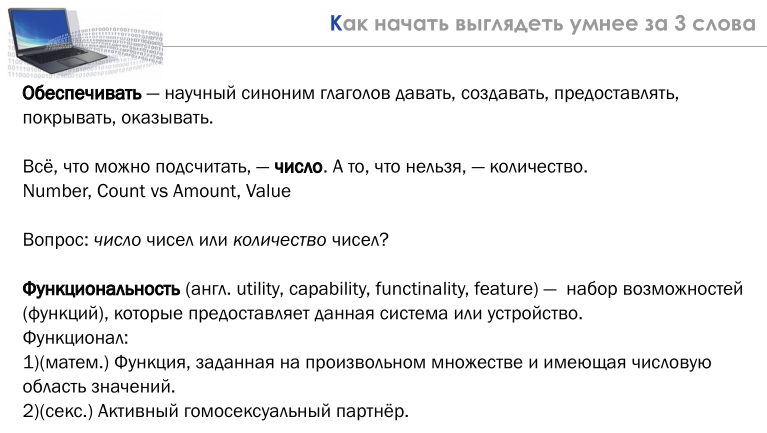 Как начать выглядеть умнее за 3 слова
Обеспечивать — научный синоним глаголов давать, создавать, предоставлять,
покрывать, оказывать.
Всё, что можно подсчитать, — число. А то, что нельзя, — количество.
Number, Count vs Amount, Value
Вопрос: число чисел или количество чисел?
Функциональность (англ. utility, capability, functinality, feature) — набор возможностей
(функций), которые предоставляет данная система или устройство.
Функционал:
1)(матем.) Функция, заданная на произвольном множестве и имеющая числовую
область значений.
2)(секс.) Активный гомосексуальный партнёр.